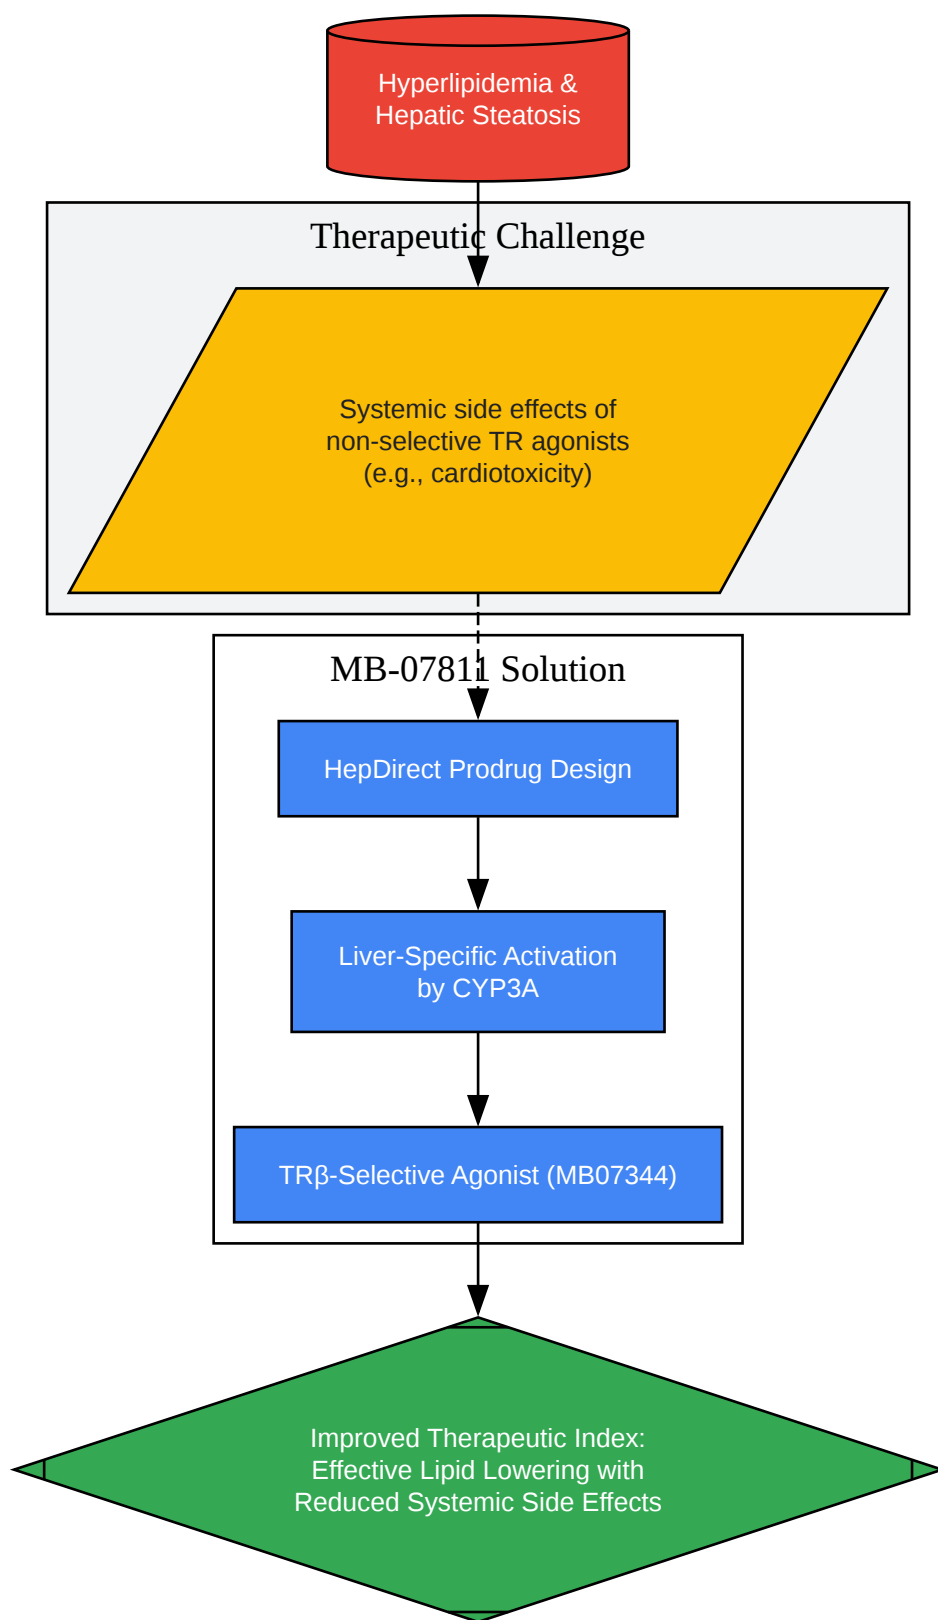 Hyperlipidemia &
Hepatic Steatosis
Therapeutic Challenge
Systemic side effects of
non-selective TR agonists
(e.g., cardiotoxicity)
MB-07811 Solution
HepDirect Prodrug Design
Liver-Specific Activation
by CYP3A
TRβ-Selective Agonist (MB07344)
Improved Therapeutic Index:
Effective Lipid Lowering with
Reduced Systemic Side Effects